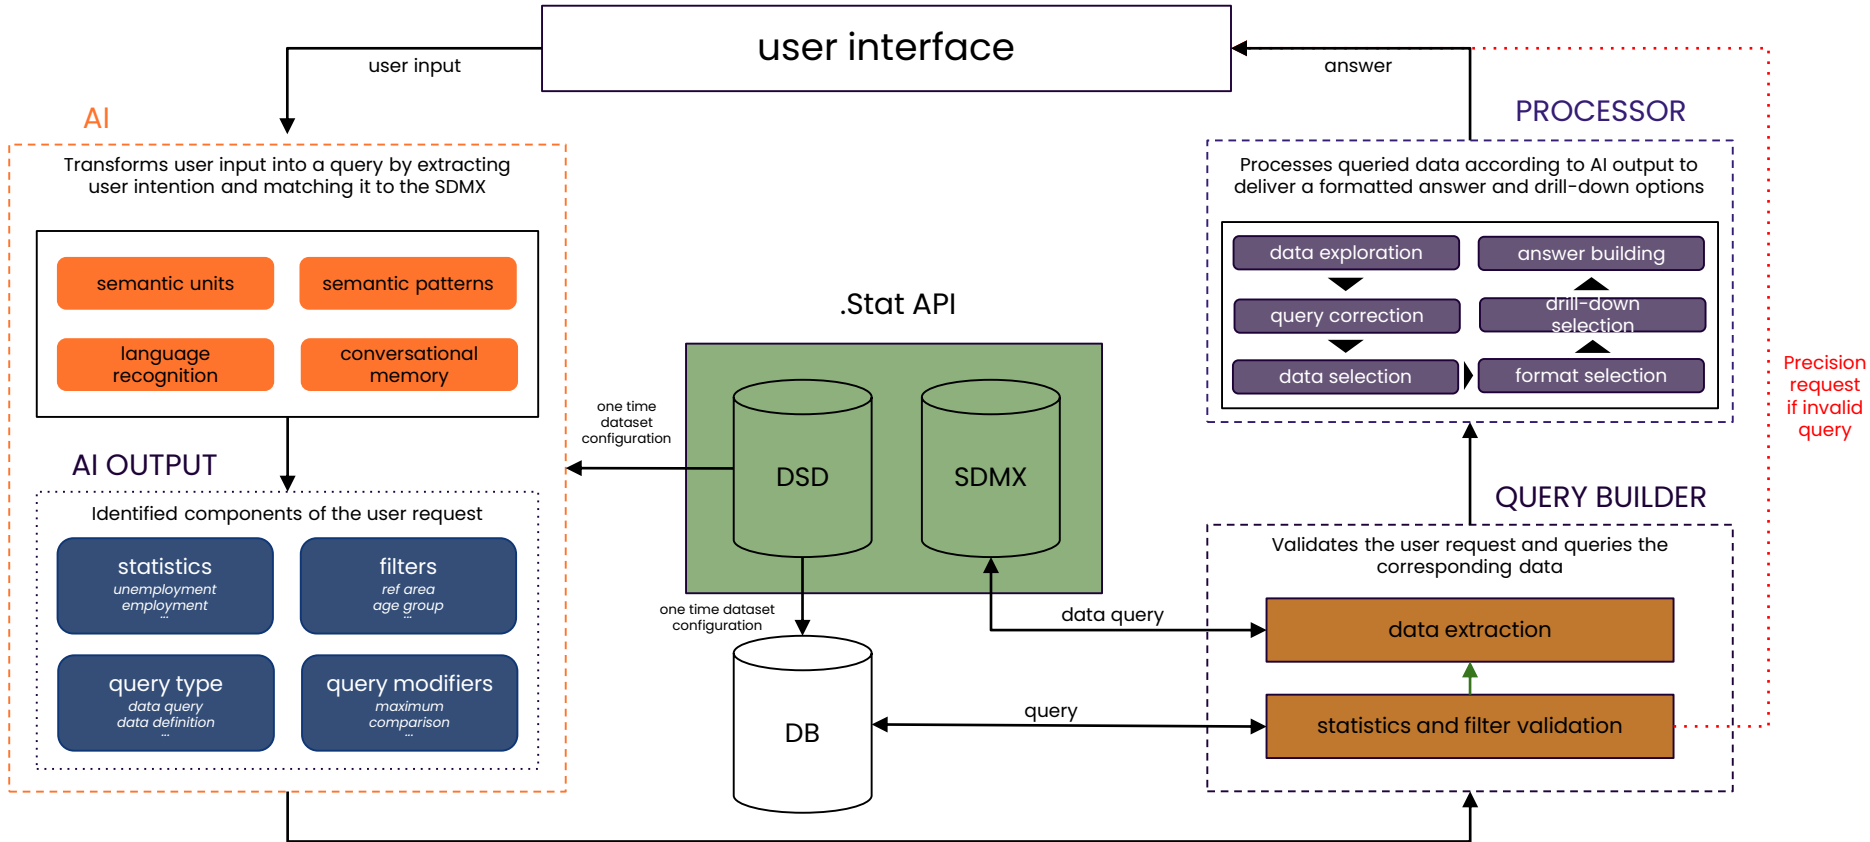 user interface
user input
answer
AI
Transforms user input into a query by extracting
user intention and matching it to the SDMX
semantic units
semantic patterns
language
recognition
conversational
memory
AI OUTPUT
Identified components of the user request
statistics
unemployment
employment
...
filters
ref area
age group
...
query type
data query
data definition
...
query modifiers
maximum
comparison
...
.Stat API
DSD
SDMX
one time
dataset
configuration
one time dataset
configuration
DB
data query
query
PROCESSOR
Processes queried data according to AI output to
deliver a formatted answer and drill-down options
data exploration
query correction
data selection
format selection
drill-down
selection
answer building
QUERY BUILDER
Validates the user request and queries the
corresponding data
data extraction
statistics and filter validation
Precision
request
if invalid
query